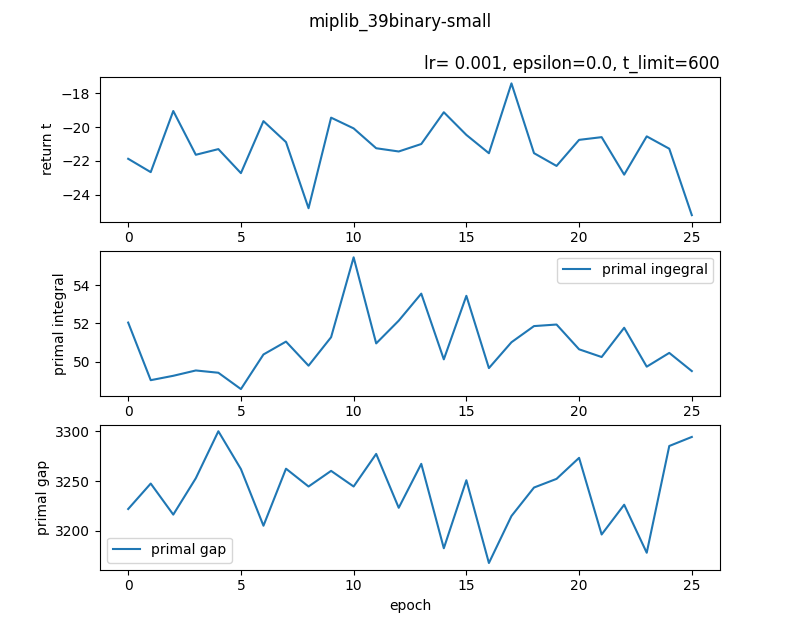 miplib_39binary-small
lr= 0.001, epsilon=0.0, t_limit=600
return t
−18
−20
−22
−24
0 5 10 15 20 25
primal integral
54
52
50
primal ingegral
0 5 10 15 20 25
primal gap
3300
3250
3200
primal gap
0 5 10 15 20 25
epoch